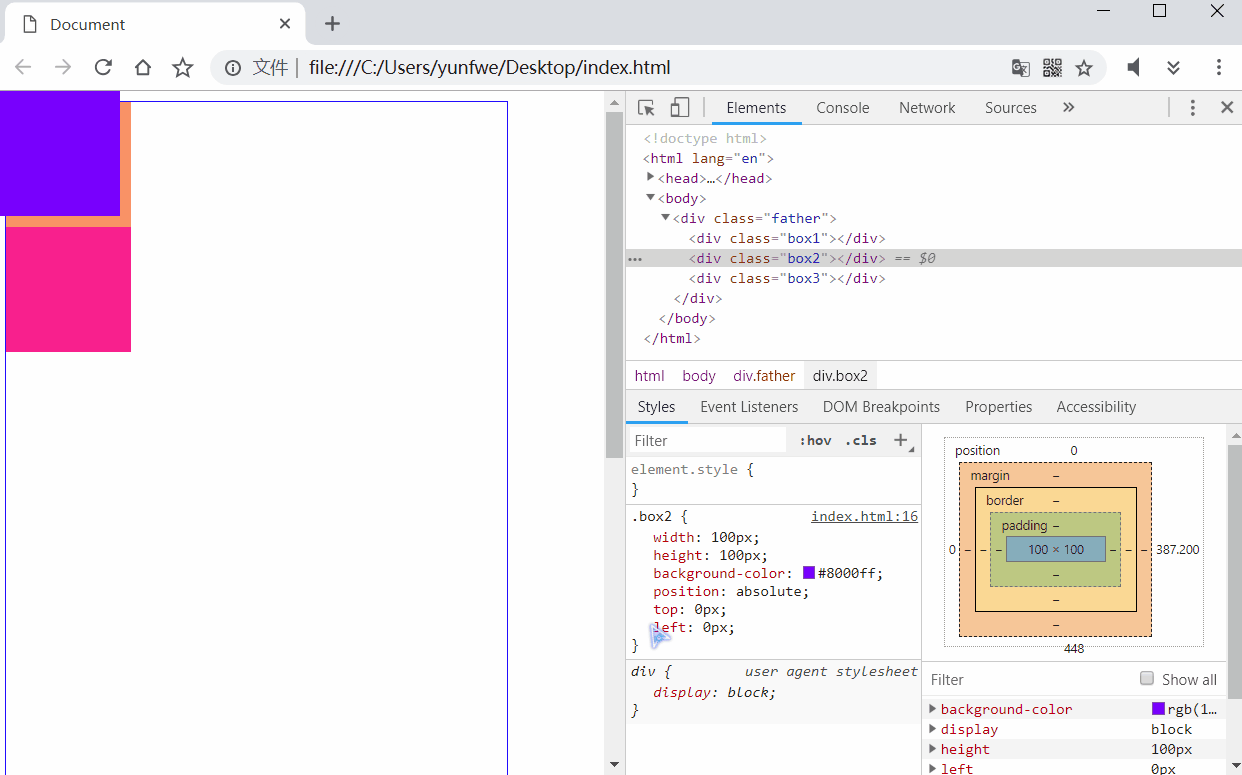 Document
文件 | file:///C:/Users/yunfwe/Desktop/index.html
Elements Console Network Sources
<!doctype html>
<html lang="en">
<head>…</head>
<body>
<div class="father">
<div class="box1"></div>
<div class="box2"></div> == $0
<div class="box3"></div>
</div>
</body>
</html>
html body div.father div.box2
Styles Event Listeners DOM Breakpoints Properties Accessibility
Filter :hov .cls +
element.style {
}
.box2 { index.html:16
width: 100px;
height: 100px;
background-color: #8000ff;
position: absolute;
top: 0px;
left: 0px;
}
div { user agent stylesheet
display: block;
}
position 0
margin –
border –
padding –
0 – – – 100 × 100 – – – 387.200
–
–
–
448
Filter Show all
background-color rgb(1…
display block
height 100px
left 0px